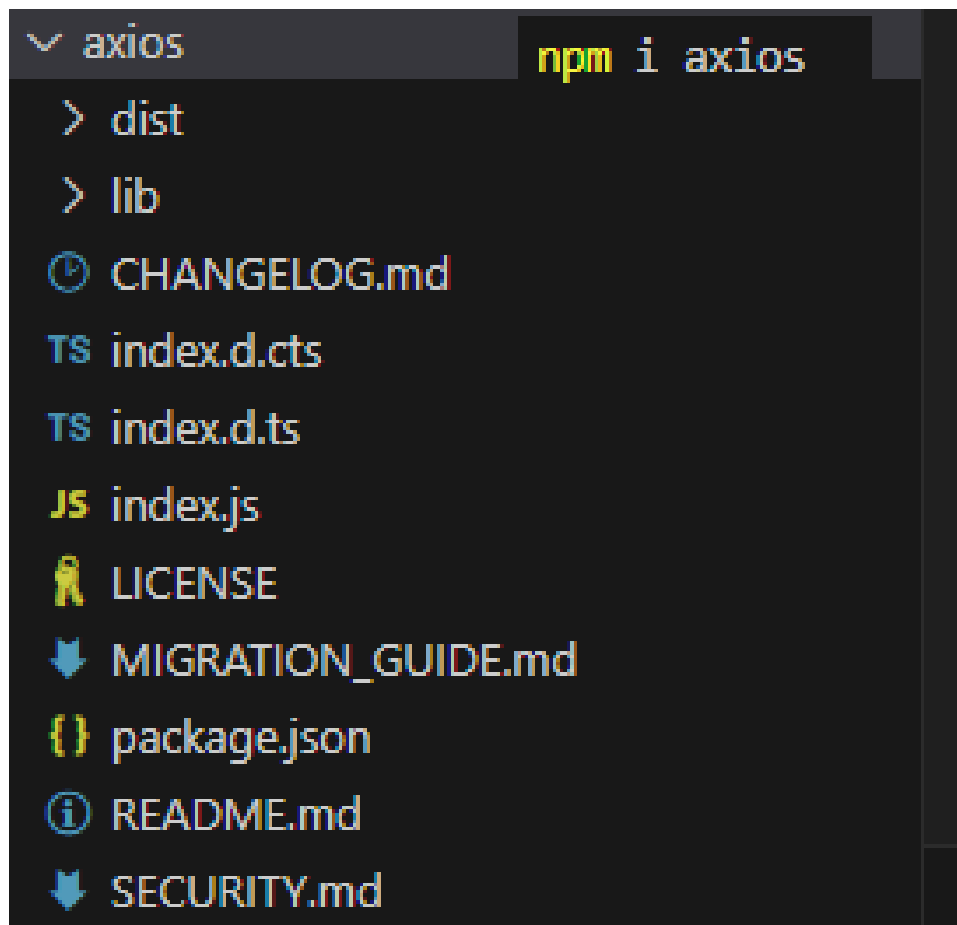 axios
npm i axios
dist
lib
CHANGELOG.md
TS index.d.cts
TS index.d.ts
JS index.js
LICENSE
MIGRATION_GUIDE.md
{} package.json
README.md
SECURITY.md